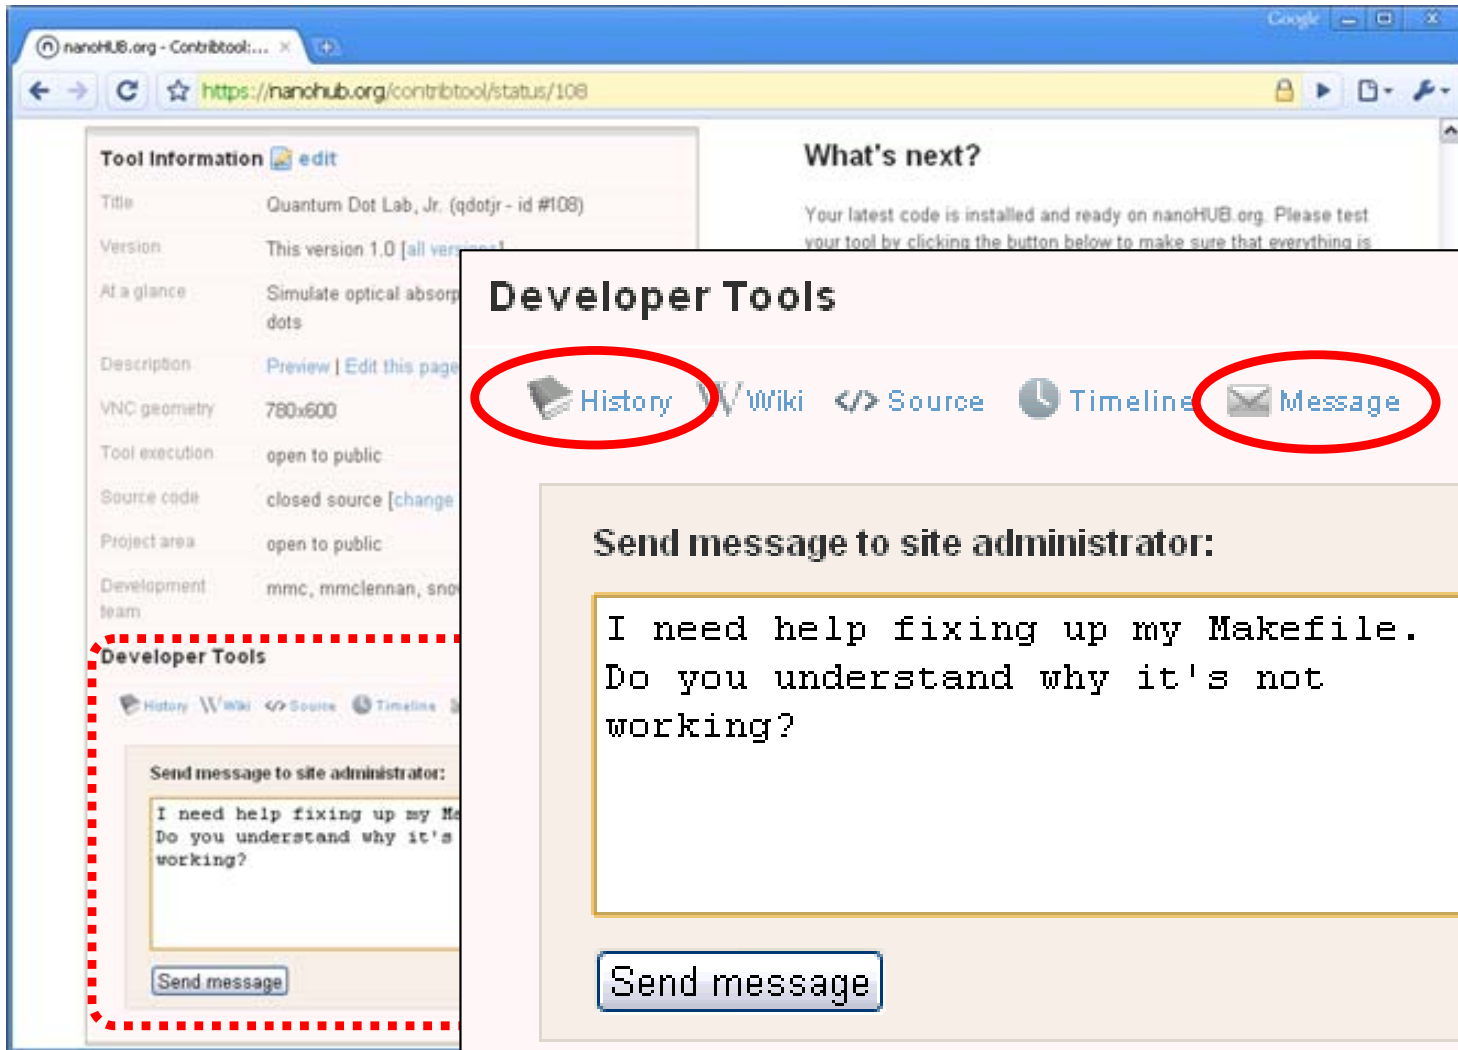 Google
nanoHUB.org - Contribtool:...
https://nanohub.org/contribtool/status/108
Tool Information edit
Title Quantum Dot Lab, Jr. (qdotjr - id #108)
Version This version 1.0 [all versions]
At a glance Simulate optical absorp
dots
Description Preview | Edit this page
VNC geometry 780x600
Tool execution open to public
Source code closed source [change
Project area open to public
Development mmc, mmclennan, snow
team
Developer Tools
History Wiki Source Timeline
Send message to site administrator:
I need help fixing up my Ma
Do you understand why it's
working?
Send message
What's next?
Your latest code is installed and ready on nanoHUB.org. Please test
your tool by clicking the button below to make sure that everything is
Developer Tools
History Wiki </> Source Timeline Message
Send message to site administrator:
I need help fixing up my Makefile.
Do you understand why it's not
working?
Send message